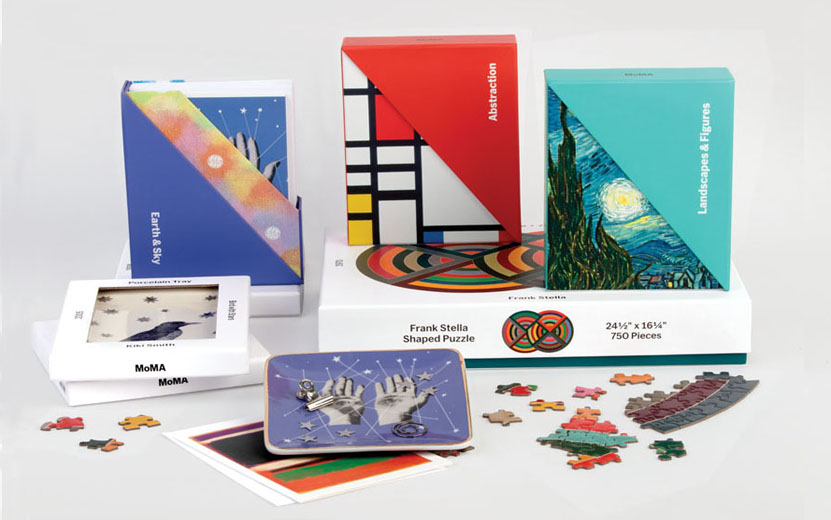 MoMA
Abstraction
Landscapes & Figures
Earth & Sky
Frank Stella
Frank Stella
Shaped Puzzle
24½" x 16¼"
750 Pieces
Porcelain Tray
Kiki Smith
MoMA
MoMA